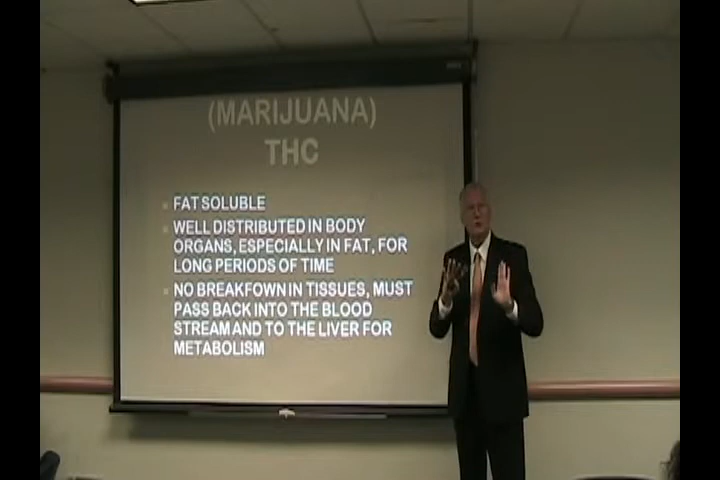 (MARIJUANA)
THC
FAT SOLUBLE
WELL DISTRIBUTED IN BODY
ORGANS, ESPECIALLY IN FAT, FOR
LONG PERIODS OF TIME
NO BREAKFOWN IN TISSUES, MUST
PASS BACK INTO THE BLOOD
STREAM AND TO THE LIVER FOR
METABOLISM